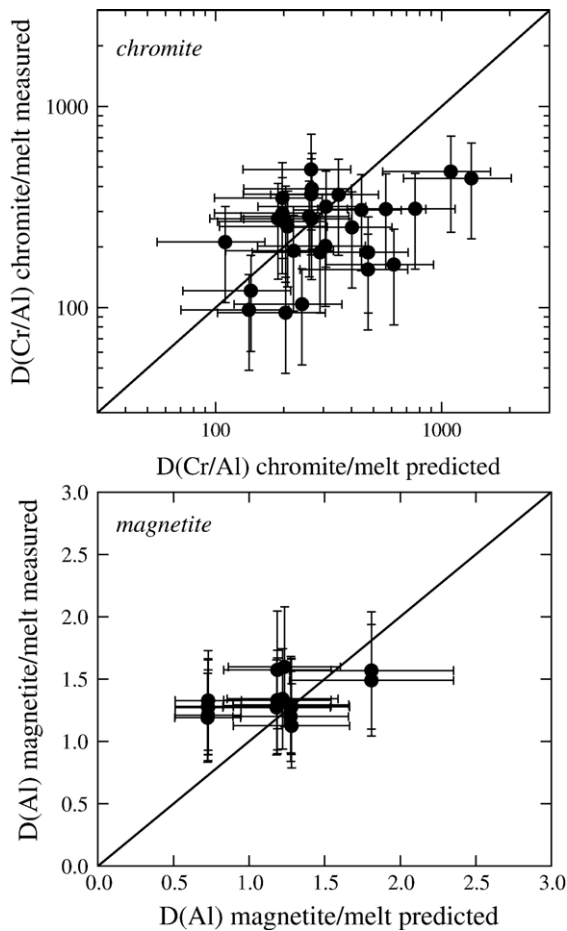 chromite
1000
100
D(Cr/Al) chromite/melt measured
100
1000
D(Cr/Al) chromite/melt predicted
magnetite
3.0
2.5
2.0
1.5
1.0
0.5
0.0
D(Al) magnetite/melt measured
0.0 0.5 1.0 1.5 2.0 2.5 3.0
D(Al) magnetite/melt predicted